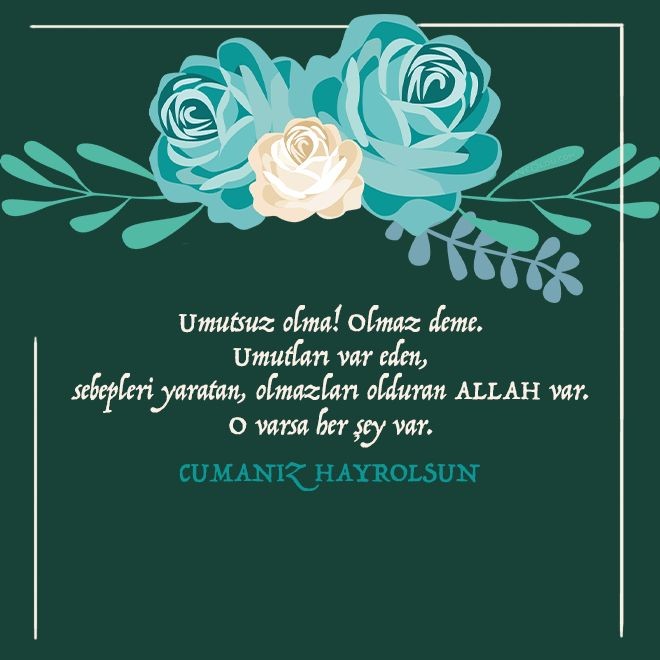 Umutsuz olma! Olmaz deme.
Umutları var eden,
sebepleri yaratan, olmazları olduran ALLAH var.
O varsa her şey var.
CUMANIZ HAYROLSUN